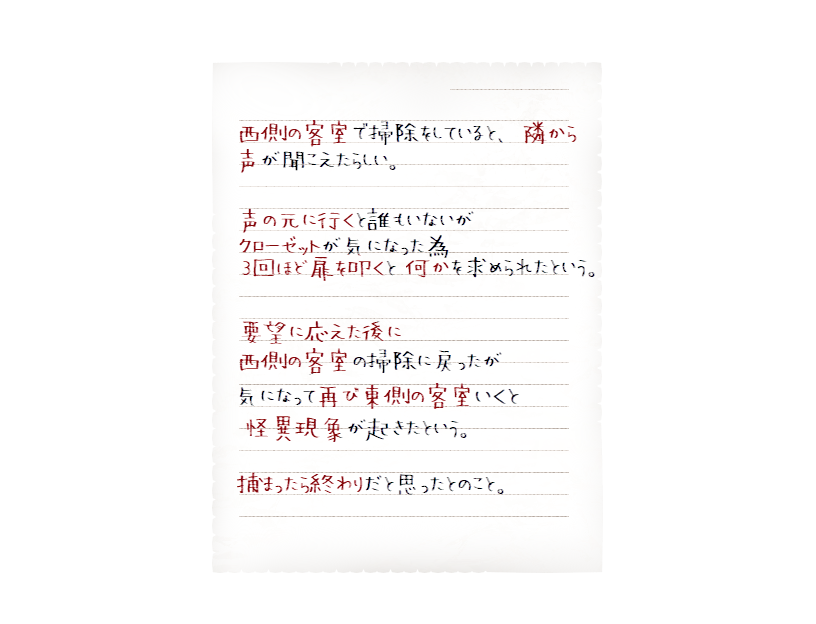 西側の客室で掃除をしていると、隣から
声が聞こえたらしい。
声の元に行くと誰もいないが
クローゼットが気になった為
3回ほど扉を叩くと何かを求められたという。
要望に応えた後に
西側の客室の掃除に戻ったが
気になって再び東側の客室いくと
怪異現象が起きたという。
捕まったら終わりだと思ったとのこと。